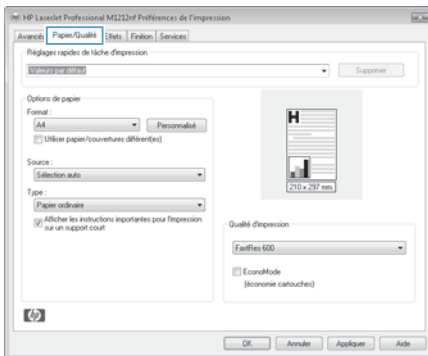 HP LaserJet Professional M1212nf Préférences de l'impression
Avancé Papier/Qualité Effets Finition Services
Réglages rapides de tâche d'impression
Valeurs par défaut
Supprimer
Options de papier
Format :
A4
Personnalisé
Utiliser papier/couvertures différent(es)
Source :
Sélection auto
Type :
Papier ordinaire
Afficher les instructions importantes pour l'impression
sur un support court
H
210 x 297 mm.
Qualité d'impression
FastRes 600
EconoMode
(économie cartouches)
hp
OK Annuler Appliquer Aide